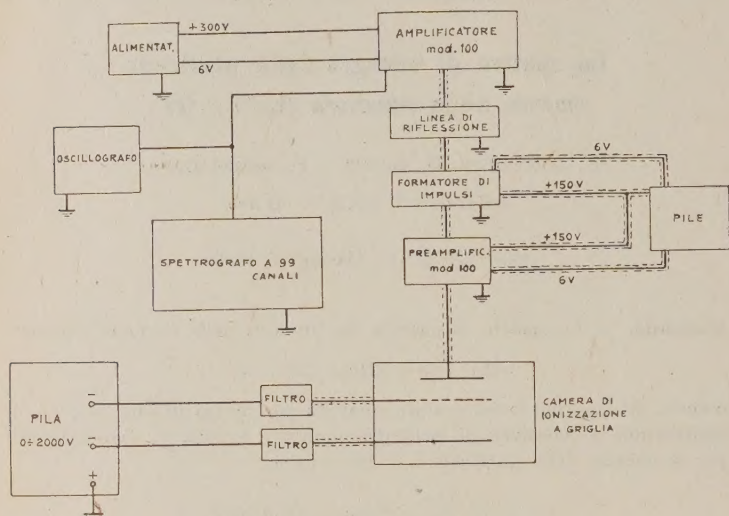 +300V
ALIMENTAT.
6V
AMPLIFICATORE
mod. 100
LINEA DI
RIFLESSIONE
OSCILLOGRAFO
6V
FORMATORE DI
IMPULSI
+150V
PILE
SPETTROGRAFO A 99
CANALI
+150V
PREAMPLIFIC.
mod 100
6V
PILA
0÷2000V
−
−
+
FILTRO
FILTRO
CAMERA DI
IONIZZAZIONE
A GRIGLIA